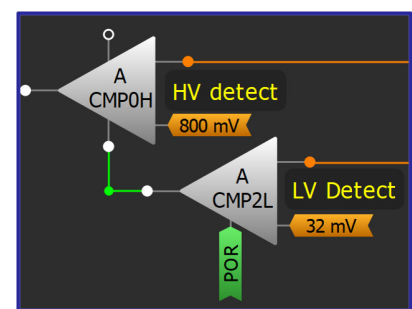 A
CMP0H
HV detect
800 mV
A
CMP2L
LV Detect
32 mV
POR